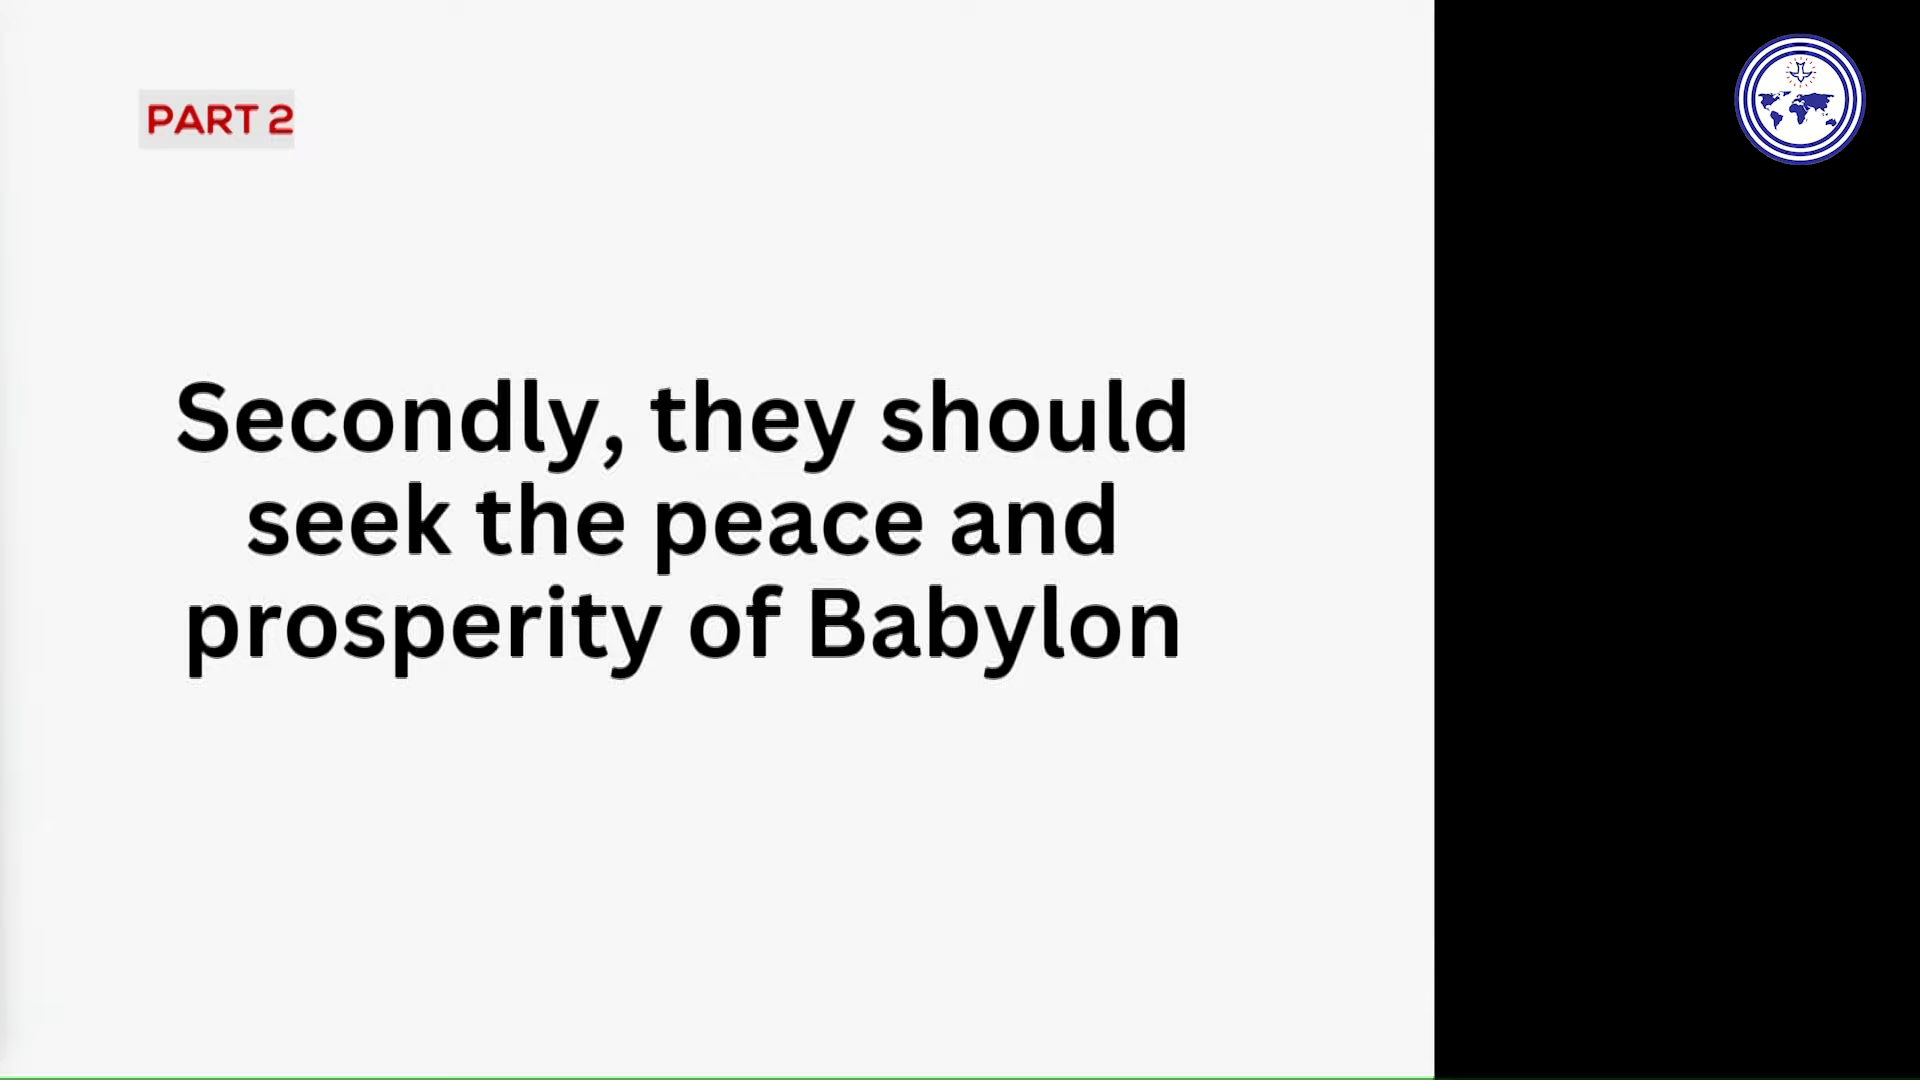 PART 2
Secondly, they should
seek the peace and
prosperity of Babylon